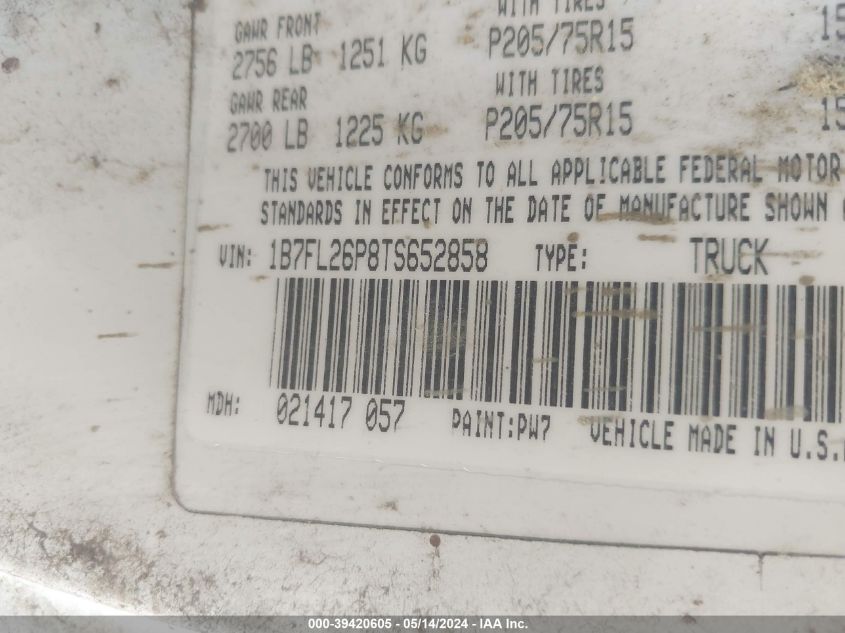 GAWR FRONT WITH TIRES
2756 LB 1251 KG P205/75R15 15
GAWR REAR WITH TIRES
2700 LB 1225 KG P205/75R15 15
THIS VEHICLE CONFORMS TO ALL APPLICABLE FEDERAL MOTOR
STANDARDS IN EFFECT ON THE DATE OF MANUFACTURE SHOWN
VIN: 1B7FL26P8TS652858 TYPE: TRUCK
MDH: 021417 057 PAINT:PW7 VEHICLE MADE IN U.S.
000-39420605 - 05/14/2024 - IAA Inc.